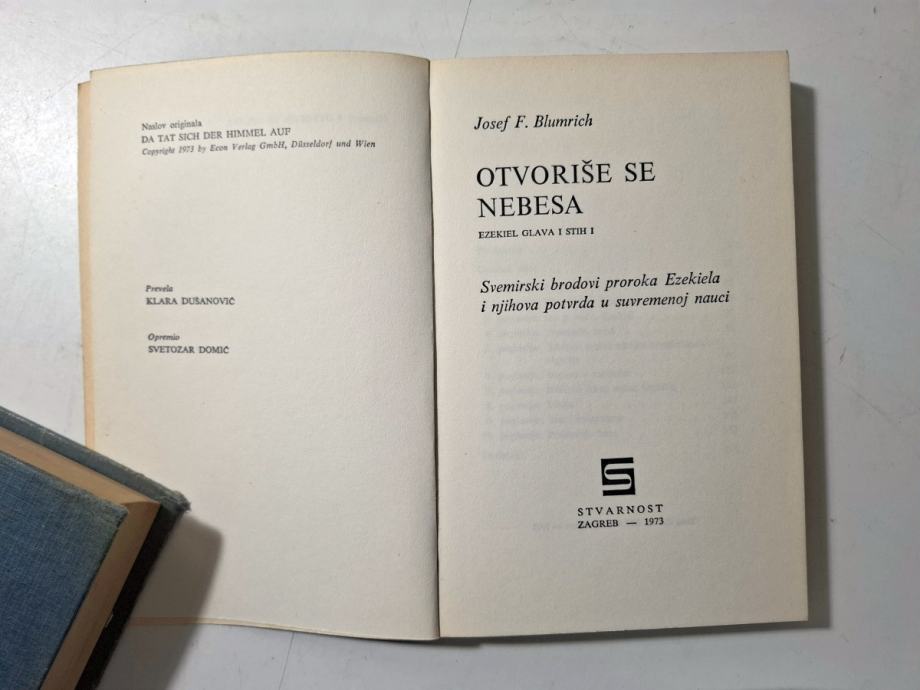 Naslov originala
DA TAT SICH DER HIMMEL AUF
Copyright 1973 by Econ Verlag GmbH, Düsseldorf und Wien
Prevela
KLARA DUŠANOVIĆ
Opremio
SVETOZAR DOMIĆ
Josef F. Blumrich
OTVORIŠE SE
NEBESA
EZEKIEL GLAVA I STIH I
Svemirski brodovi proroka Ezekiela
i njihova potvrda u suvremenoj nauci
S
STVARNOST
ZAGREB — 1973